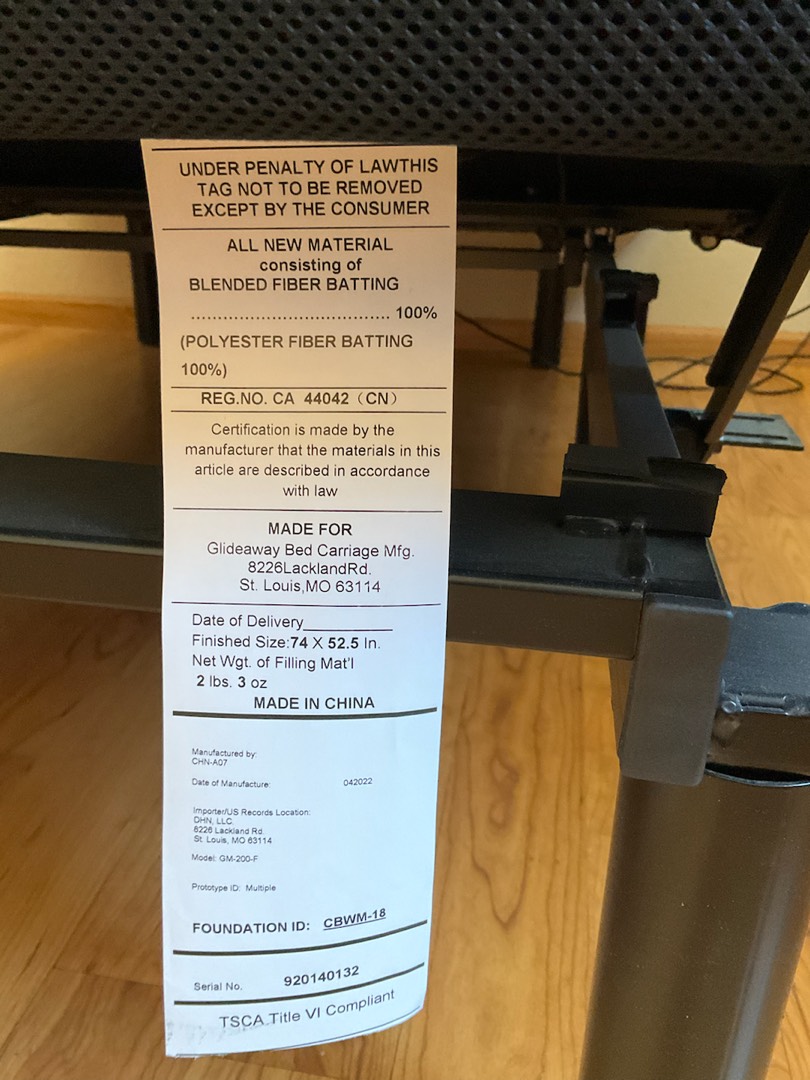 UNDER PENALTY OF LAWTHIS
TAG NOT TO BE REMOVED
EXCEPT BY THE CONSUMER
ALL NEW MATERIAL
consisting of
BLENDED FIBER BATTING
................................... 100%
(POLYESTER FIBER BATTING
100%)
REG.NO. CA 44042（CN）
Certification is made by the
manufacturer that the materials in this
article are described in accordance
with law
MADE FOR
Glideaway Bed Carriage Mfg.
8226LacklandRd.
St. Louis,MO 63114
Date of Delivery___________
Finished Size:74 X 52.5 In.
Net Wgt. of Filling Mat'l
2 lbs. 3 oz
MADE IN CHINA
Manufactured by:
CHN-A07
Date of Manufacture: 042022
Importer/US Records Location:
DHN, LLC.
8226 Lackland Rd.
St. Louis, MO 63114
Model: GM-200-F
Prototype ID: Multiple
FOUNDATION ID: CBWM-18
Serial No. 920140132
TSCA Title VI Compliant